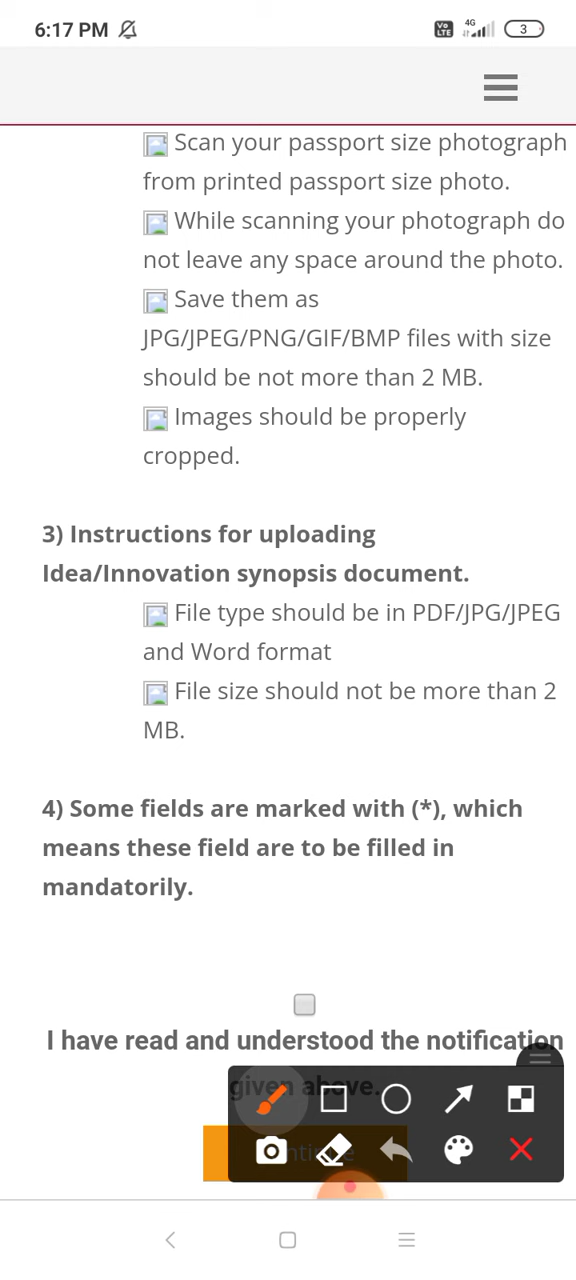 6:17 PM Vo LTE 4G 3
Scan your passport size photograph
from printed passport size photo.
While scanning your photograph do
not leave any space around the photo.
Save them as
JPG/JPEG/PNG/GIF/BMP files with size
should be not more than 2 MB.
Images should be properly
cropped.
3) Instructions for uploading
Idea/Innovation synopsis document.
File type should be in PDF/JPG/JPEG
and Word format
File size should not be more than 2
MB.
4) Some fields are marked with (*), which
means these field are to be filled in
mandatorily.
I have read and understood the notification
given above.